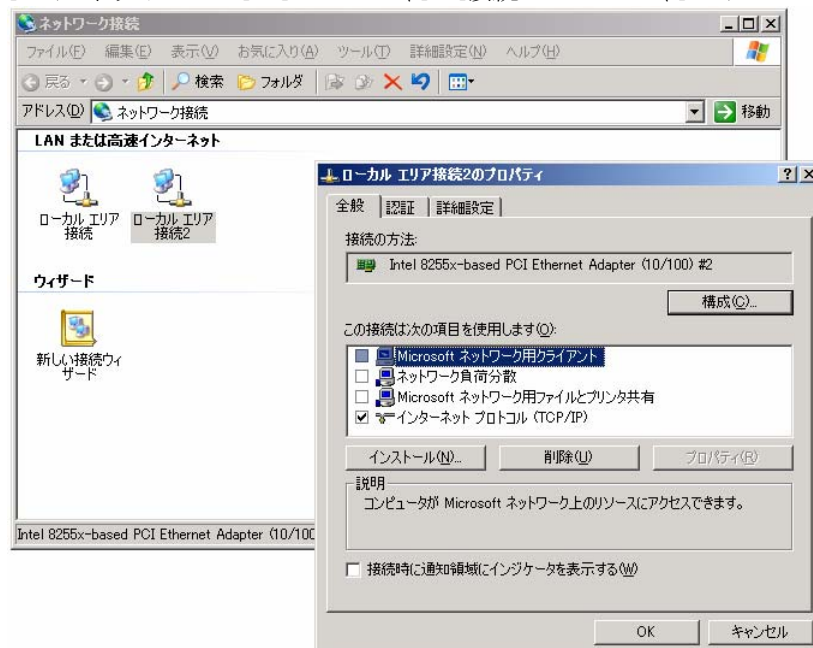 ネットワーク接続
ファイル(F) 編集(E) 表示(V) お気に入り(A) ツール(T) 詳細設定(N) ヘルプ(H)
戻る 検索 フォルダ
アドレス(D) ネットワーク接続 移動
LAN または高速インターネット
ローカル エリア
接続
ローカル エリア
接続2
ウィザード
新しい接続ウィ
ザード
Intel 8255x-based PCI Ethernet Adapter (10/100
ローカル エリア接続2のプロパティ
全般 認証 詳細設定
接続の方法:
Intel 8255x-based PCI Ethernet Adapter (10/100) #2
構成(C)...
この接続は次の項目を使用します(O):
Microsoft ネットワーク用クライアント
ネットワーク負荷分散
Microsoft ネットワーク用ファイルとプリンタ共有
インターネット プロトコル (TCP/IP)
インストール(N)... 削除(U) プロパティ(R)
説明
コンピュータが Microsoft ネットワーク上のリソースにアクセスできます。
接続時に通知領域にインジケータを表示する(W)
OK キャンセル